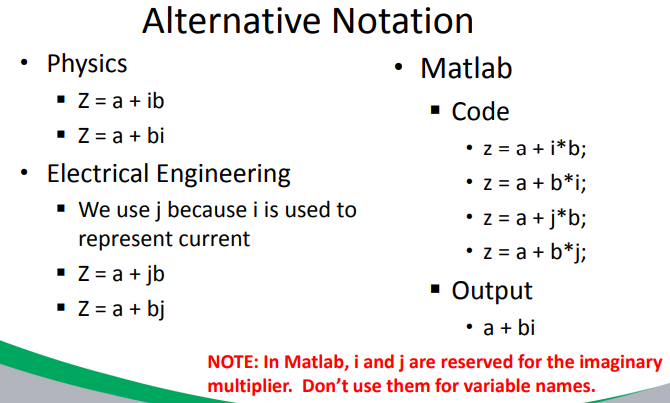 Alternative Notation
• Physics
▪ Z = a + ib
▪ Z = a + bi
• Electrical Engineering
▪ We use j because i is used to
represent current
▪ Z = a + jb
▪ Z = a + bj
• Matlab
▪ Code
• z = a + i*b;
• z = a + b*i;
• z = a + j*b;
• z = a + b*j;
▪ Output
• a + bi
NOTE: In Matlab, i and j are reserved for the imaginary
multiplier.  Don’t use them for variable names.